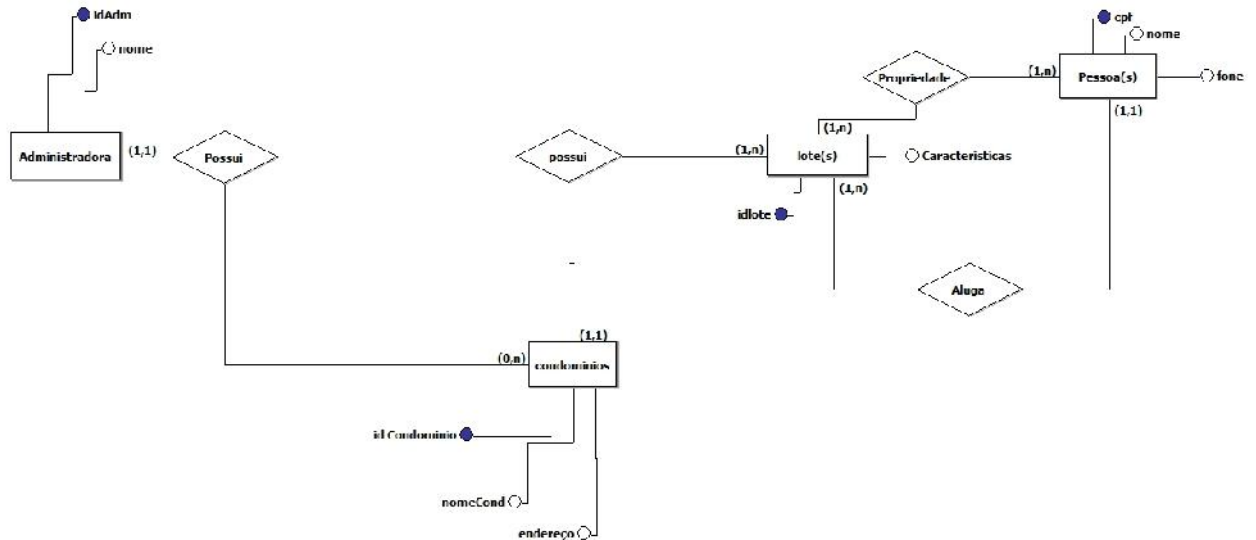 IdAdm
nome
Administradora
(1,1)
Possui
possui
(1,n)
lote(s)
(1,n)
Propriedade
(1,n)
Pessoa(s)
cpf
nome
fone
(1,1)
Caracteristicas
(1,n)
idlote
Aluga
(1,1)
(0,n)
condominios
id Condominio
nomeCond
endereço